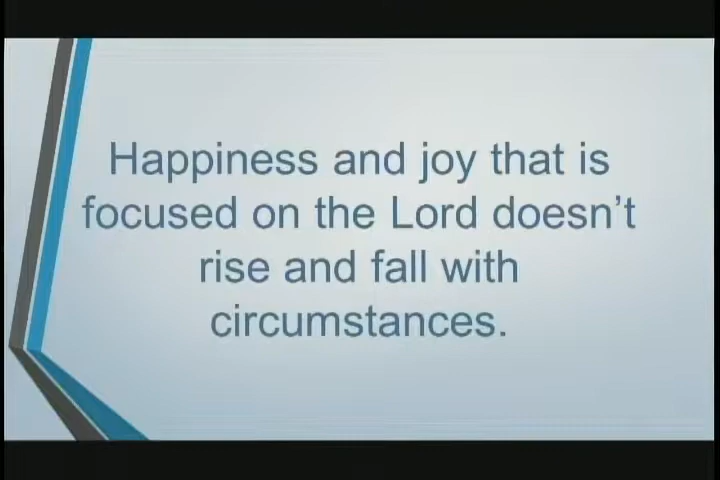 Happiness and joy that is
focused on the Lord doesn’t
rise and fall with
circumstances.